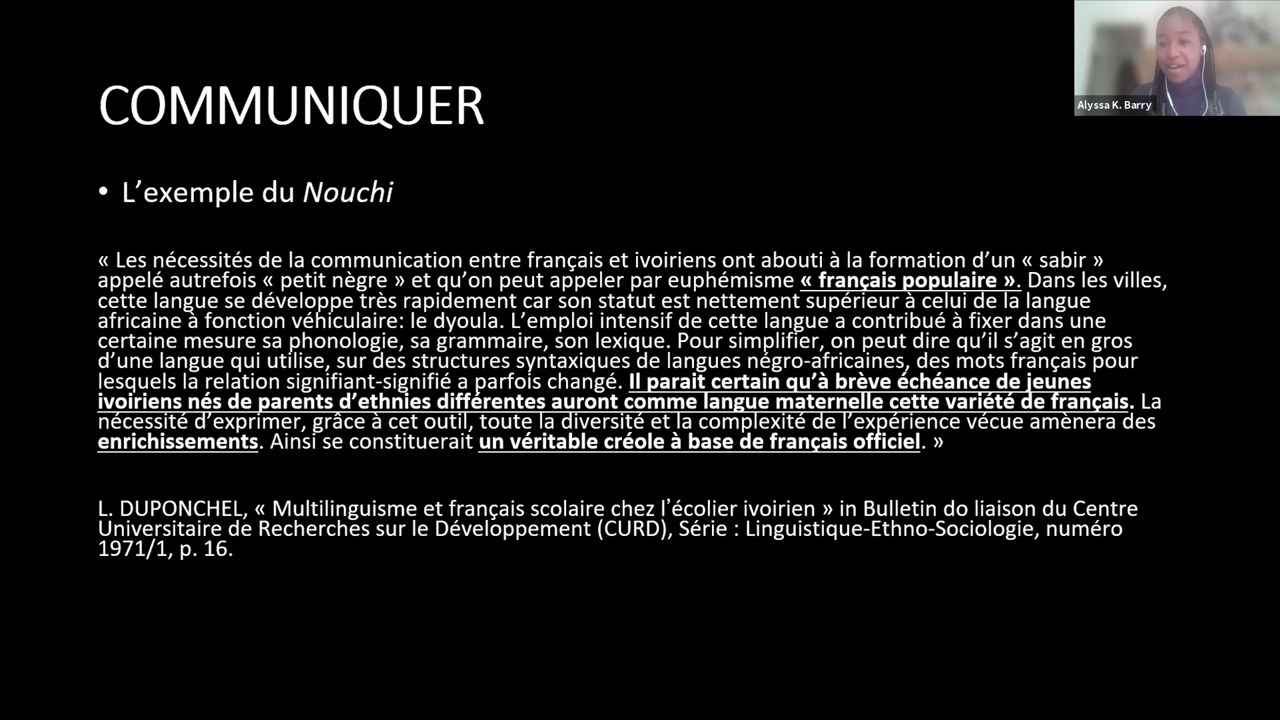 COMMUNIQUER
Alyssa K. Barry
• L’exemple du Nouchi
« Les nécessités de la communication entre français et ivoiriens ont abouti à la formation d’un « sabir »
appelé autrefois « petit nègre » et qu’on peut appeler par euphémisme « français populaire ». Dans les villes,
cette langue se développe très rapidement car son statut est nettement supérieur à celui de la langue
africaine à fonction véhiculaire: le dyoula. L’emploi intensif de cette langue a contribué à fixer dans une
certaine mesure sa phonologie, sa grammaire, son lexique. Pour simplifier, on peut dire qu’il s’agit en gros
d’une langue qui utilise, sur des structures syntaxiques de langues négro-africaines, des mots français pour
lesquels la relation signifiant-signifié a parfois changé. Il parait certain qu’à brève échéance de jeunes
ivoiriens nés de parents d’ethnies différentes auront comme langue maternelle cette variété de français. La
nécessité d’exprimer, grâce à cet outil, toute la diversité et la complexité de l’expérience vécue amènera des
enrichissements. Ainsi se constituerait un véritable créole à base de français officiel. »
L. DUPONCHEL, « Multilinguisme et français scolaire chez l’écolier ivoirien » in Bulletin do liaison du Centre
Universitaire de Recherches sur le Développement (CURD), Série : Linguistique-Ethno-Sociologie, numéro
1971/1, p. 16.